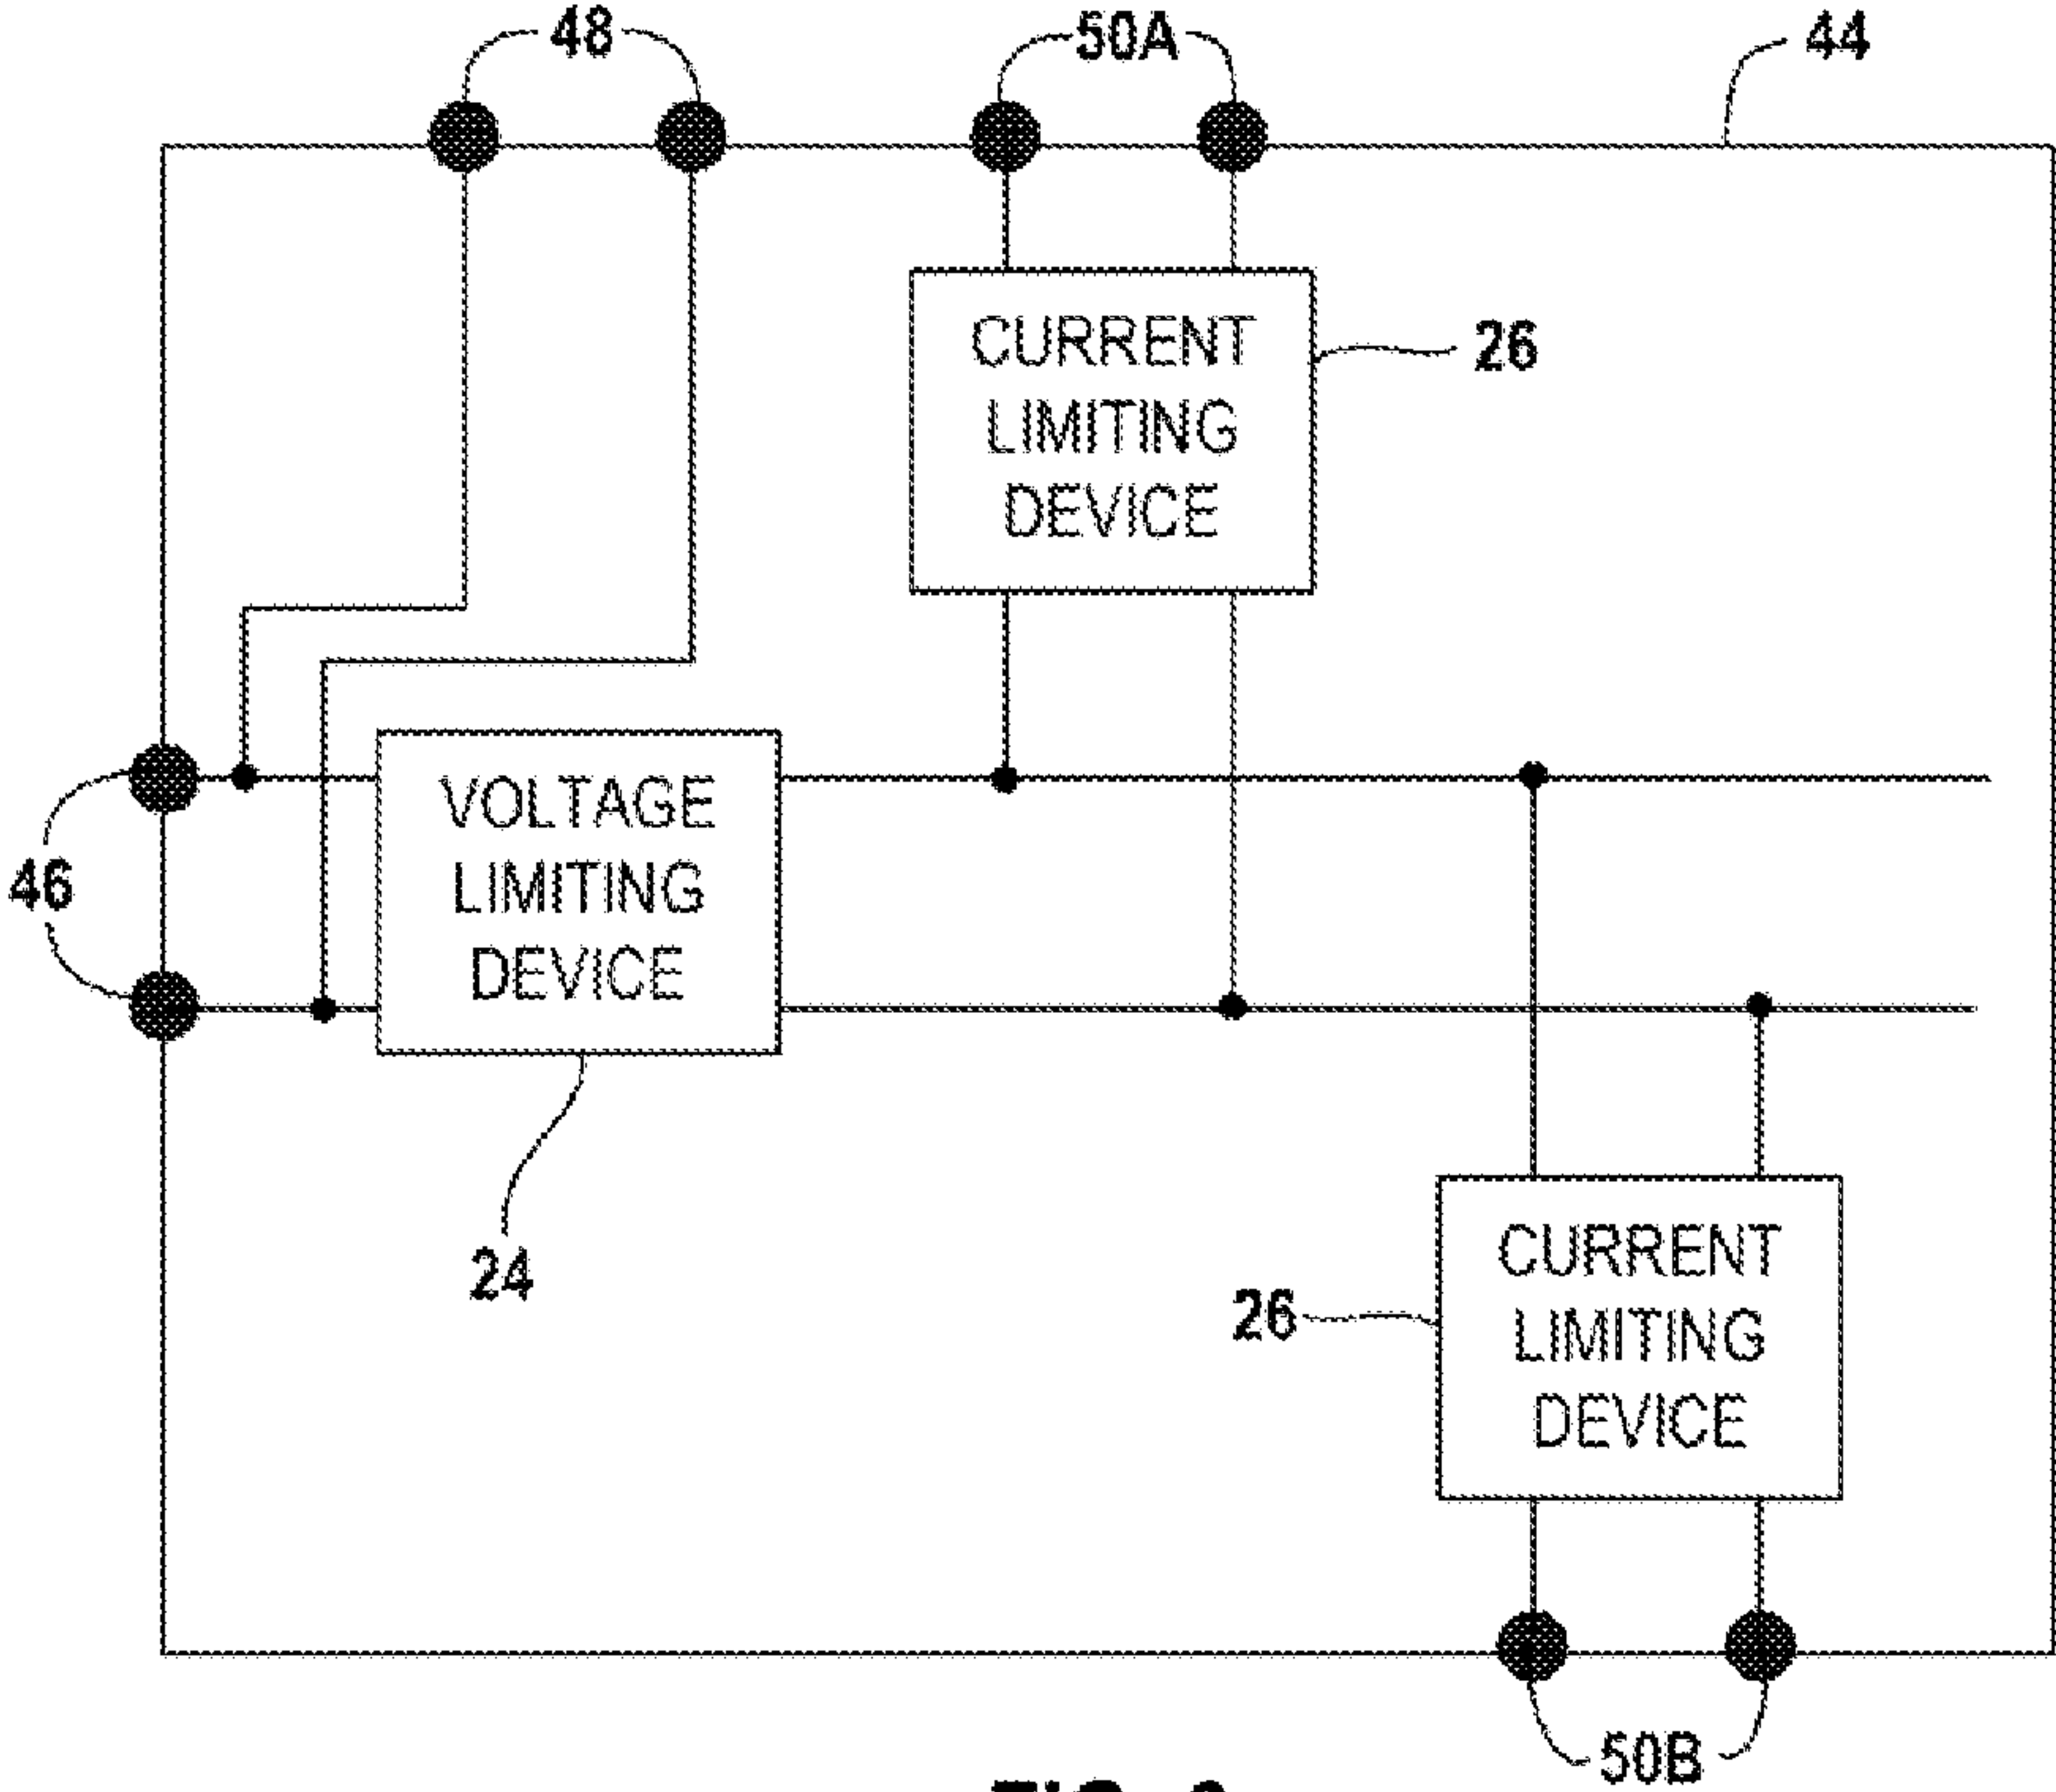 48
50A
44
CURRENT
LIMITING
DEVICE
26
VOLTAGE
LIMITING
DEVICE
46
24
CURRENT
LIMITING
DEVICE
26
50B